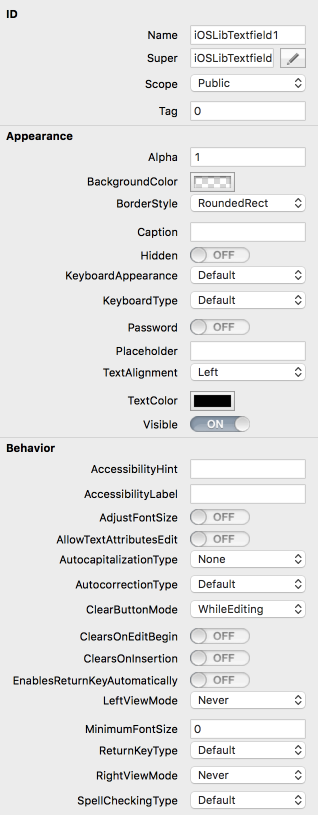 ID
Name iOSLibTextfield1
Super iOSLibTextfield
Scope Public
Tag 0
Appearance
Alpha 1
BackgroundColor
BorderStyle RoundedRect
Caption
Hidden OFF
KeyboardAppearance Default
KeyboardType Default
Password OFF
Placeholder
TextAlignment Left
TextColor
Visible ON
Behavior
AccessibilityHint
AccessibilityLabel
AdjustFontSize OFF
AllowTextAttributesEdit OFF
AutocapitalizationType None
AutocorrectionType Default
ClearButtonMode WhileEditing
ClearsOnEditBegin OFF
ClearsOnInsertion OFF
EnablesReturnKeyAutomatically OFF
LeftViewMode Never
MinimumFontSize 0
ReturnKeyType Default
RightViewMode Never
SpellCheckingType Default